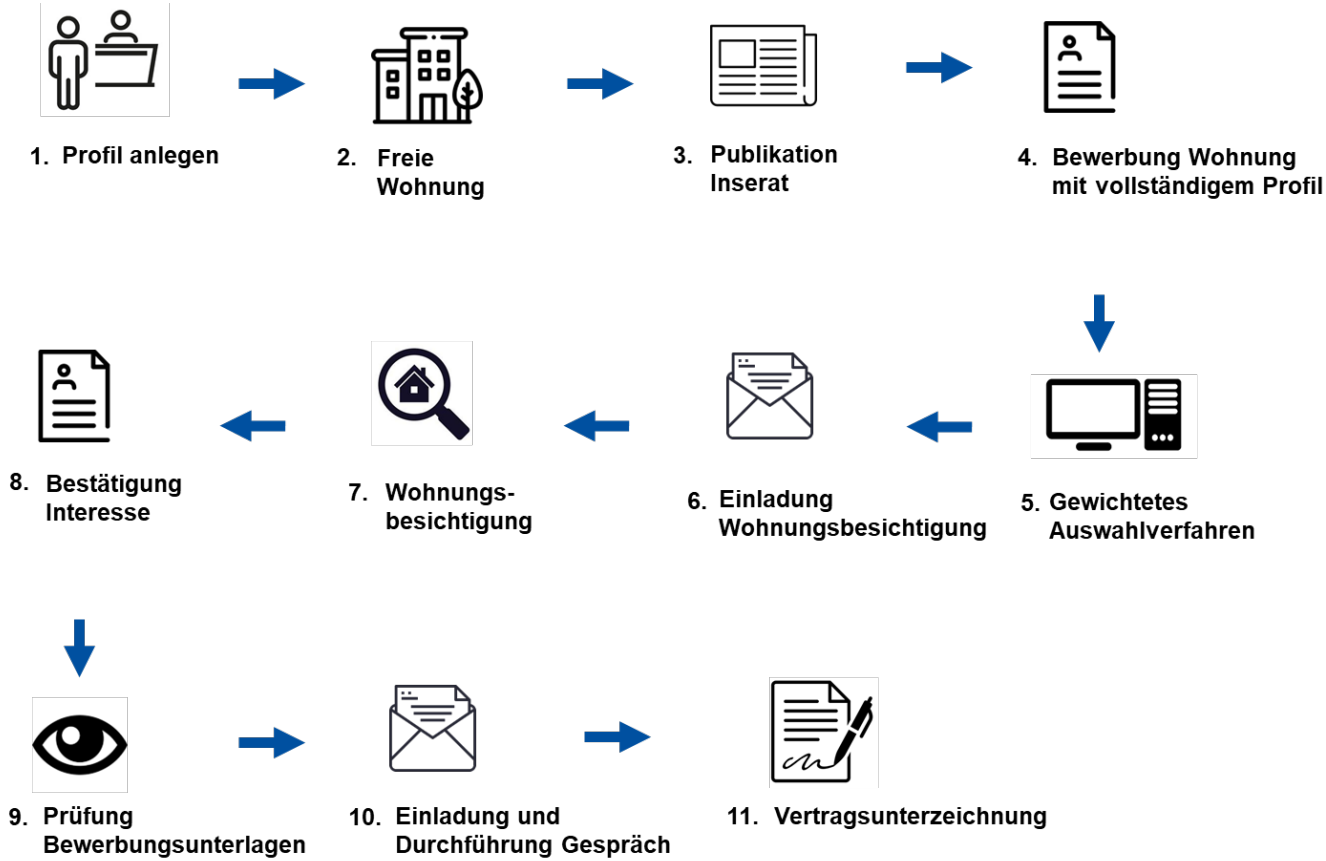 1. Profil anlegen
2. Freie
Wohnung
3. Publikation
Inserat
4. Bewerbung Wohnung
mit vollständigem Profil
5. Gewichtetes
Auswahlverfahren
6. Einladung
Wohnungsbesichtigung
7. Wohnungs-
besichtigung
8. Bestätigung
Interesse
9. Prüfung
Bewerbungsunterlagen
10. Einladung und
Durchführung Gespräch
11. Vertragsunterzeichnung